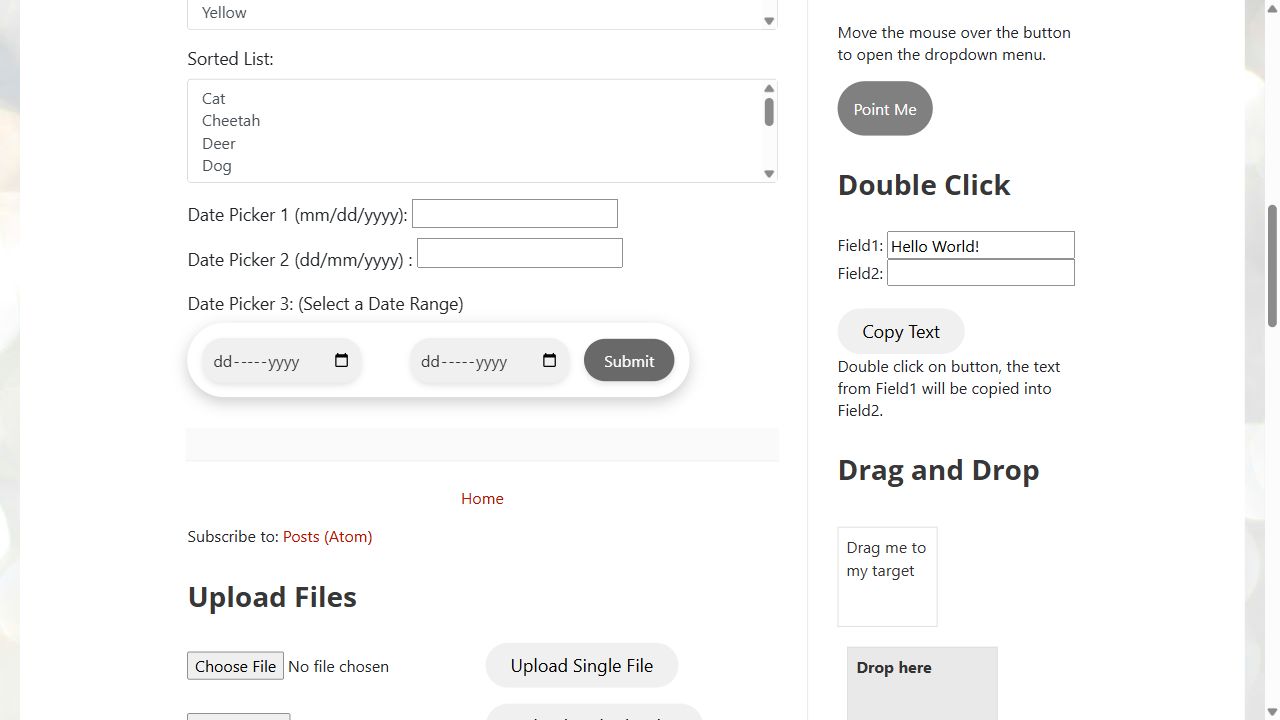 Yellow
Sorted List:
Cat
Cheetah
Deer
Dog
Date Picker 1 (mm/dd/yyyy):
Date Picker 2 (dd/mm/yyyy) :
Date Picker 3: (Select a Date Range)
dd-----yyyy
dd-----yyyy
Submit
Home
Subscribe to: Posts (Atom)
Upload Files
Choose File No file chosen
Upload Single File
Move the mouse over the button
to open the dropdown menu.
Point Me
Double Click
Field1: Hello World!
Field2:
Copy Text
Double click on button, the text
from Field1 will be copied into
Field2.
Drag and Drop
Drag me to
my target
Drop here